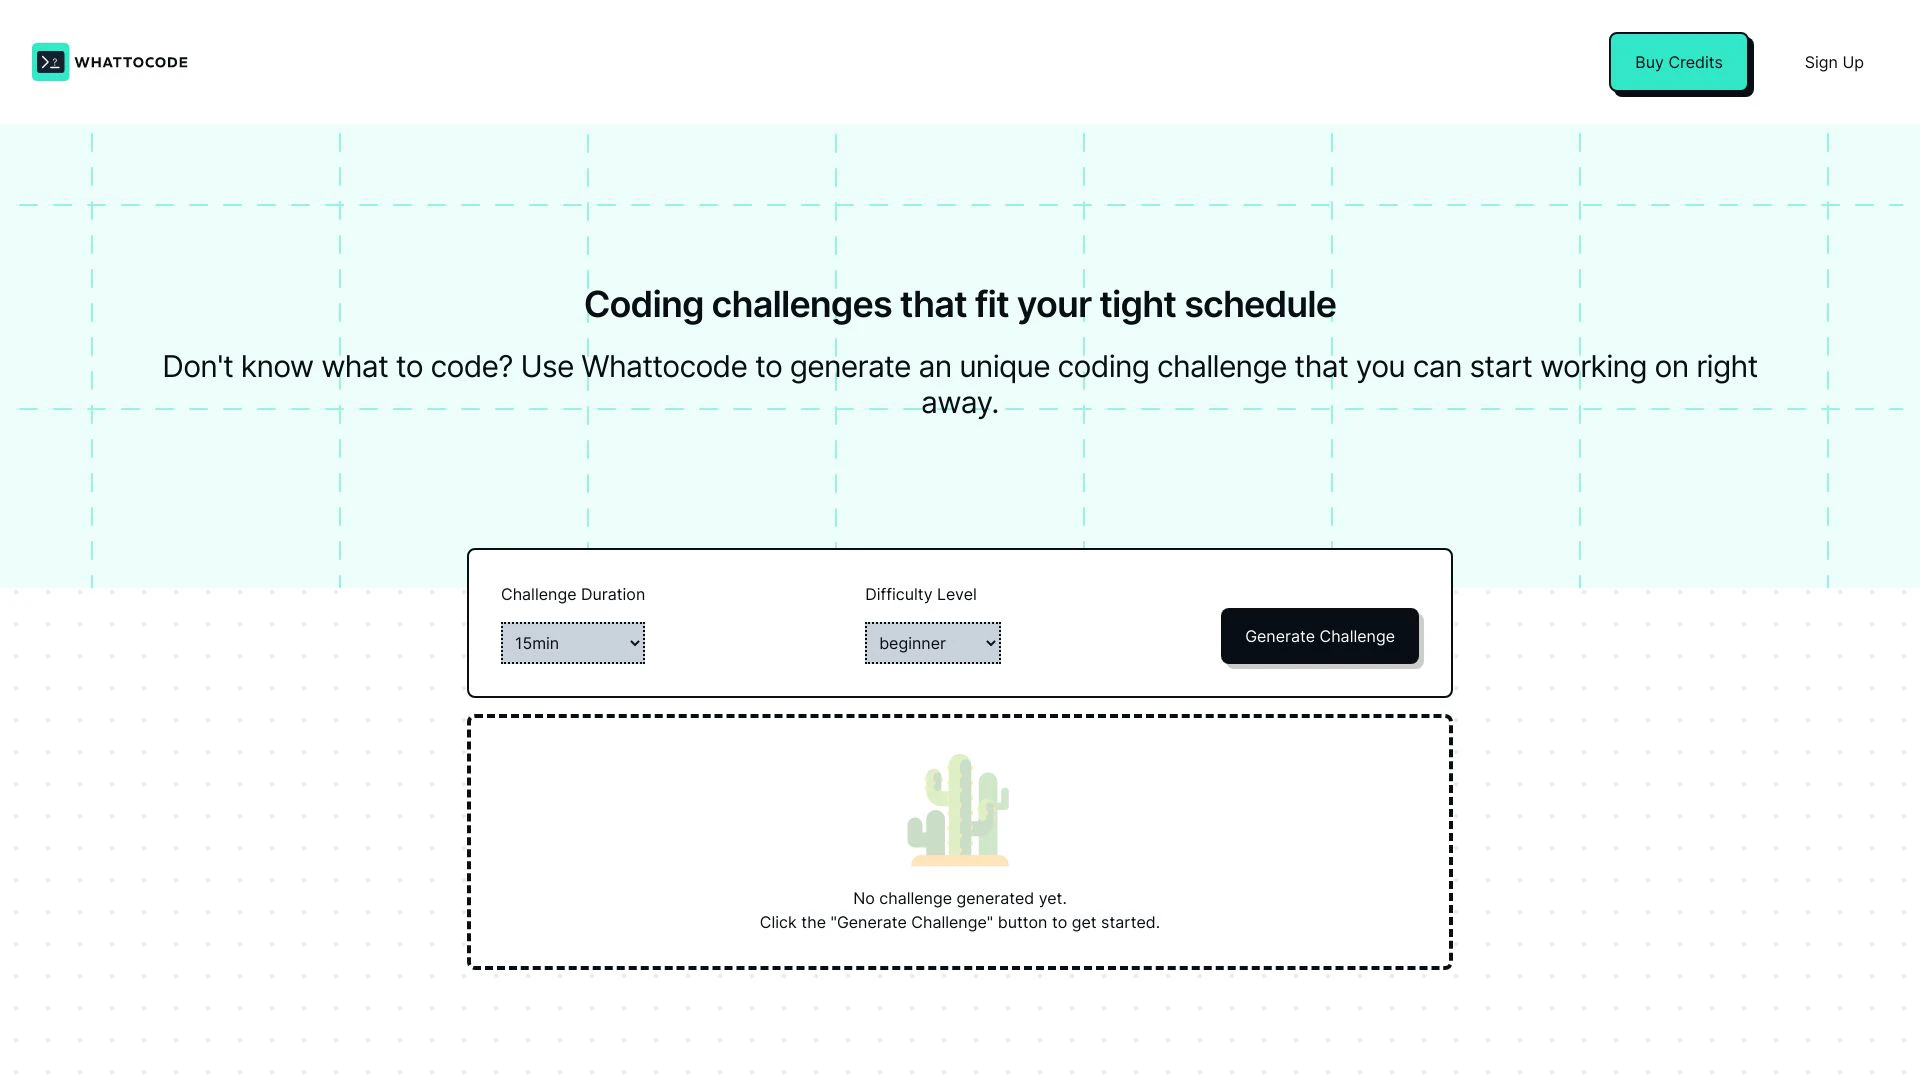 WHATTOCODE
Buy Credits
Sign Up
Coding challenges that fit your tight schedule
Don't know what to code? Use Whattocode to generate an unique coding challenge that you can start working on right
away.
Challenge Duration
Difficulty Level
15min
beginner
Generate Challenge
No challenge generated yet.
Click the "Generate Challenge" button to get started.